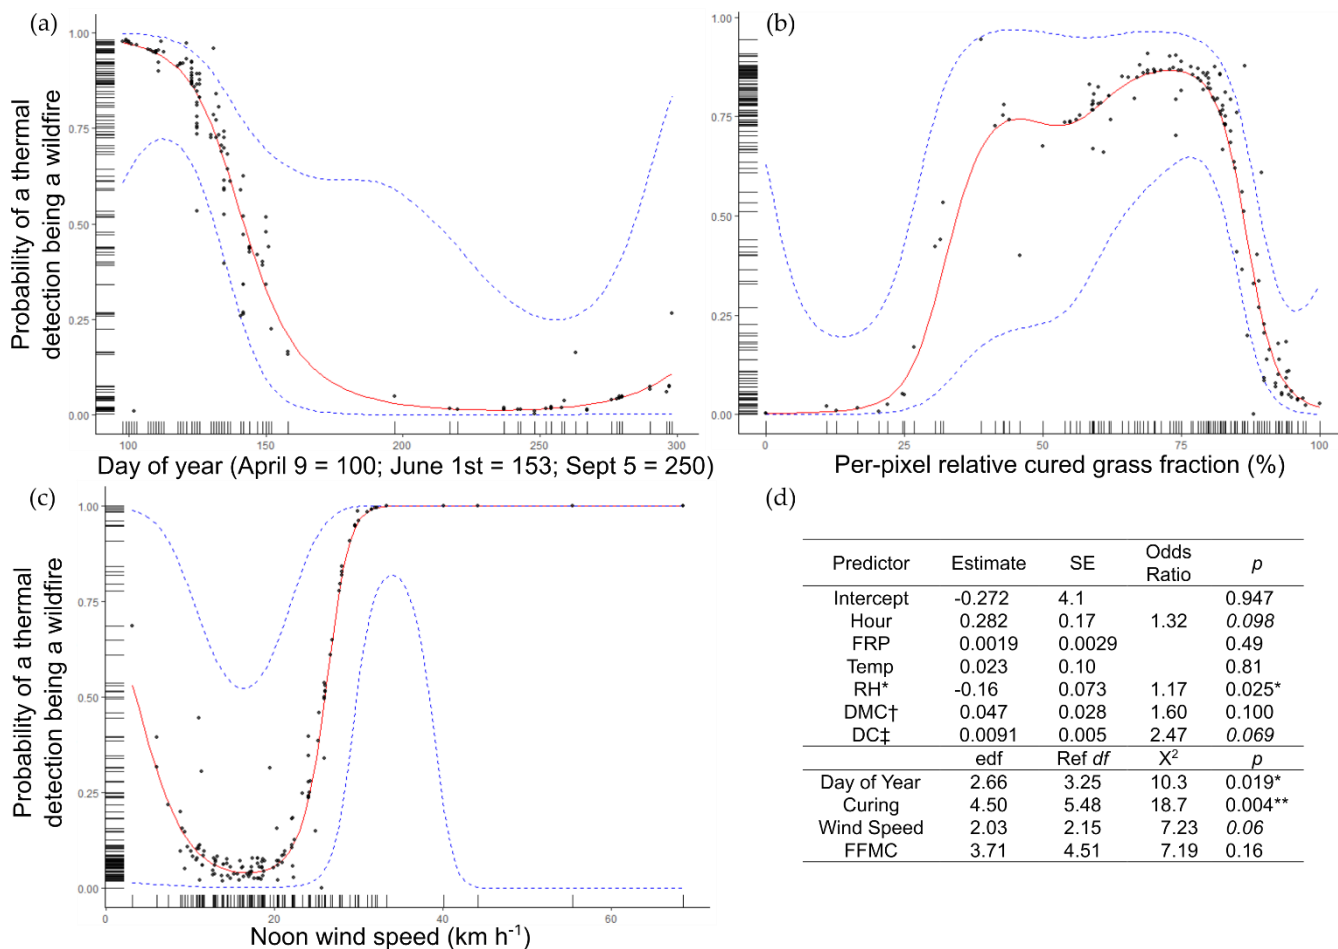 (a)
Probability of a thermal
detection being a wildfire
1.00
0.75
0.50
0.25
0.00
100
150
200
250
300
Day of year (April 9 = 100; June 1st = 153; Sept 5 = 250)
(b)
1.00
0.75
0.50
0.25
0.00
0
25
50
75
100
Per-pixel relative cured grass fraction (%)
(c)
Probability of a thermal
detection being a wildfire
1.00
0.75
0.50
0.25
0.00
0
20
40
60
Noon wind speed (km h⁻¹)
(d)
Predictor Estimate SE Odds Ratio p
Intercept -0.272 4.1 0.947
Hour 0.282 0.17 1.32 0.098
FRP 0.0019 0.0029 0.49
Temp 0.023 0.10 0.81
RH* -0.16 0.073 1.17 0.025*
DMC† 0.047 0.028 1.60 0.100
DC‡ 0.0091 0.005 2.47 0.069
edf Ref df X² p
Day of Year 2.66 3.25 10.3 0.019*
Curing 4.50 5.48 18.7 0.004**
Wind Speed 2.03 2.15 7.23 0.06
FFMC 3.71 4.51 7.19 0.16